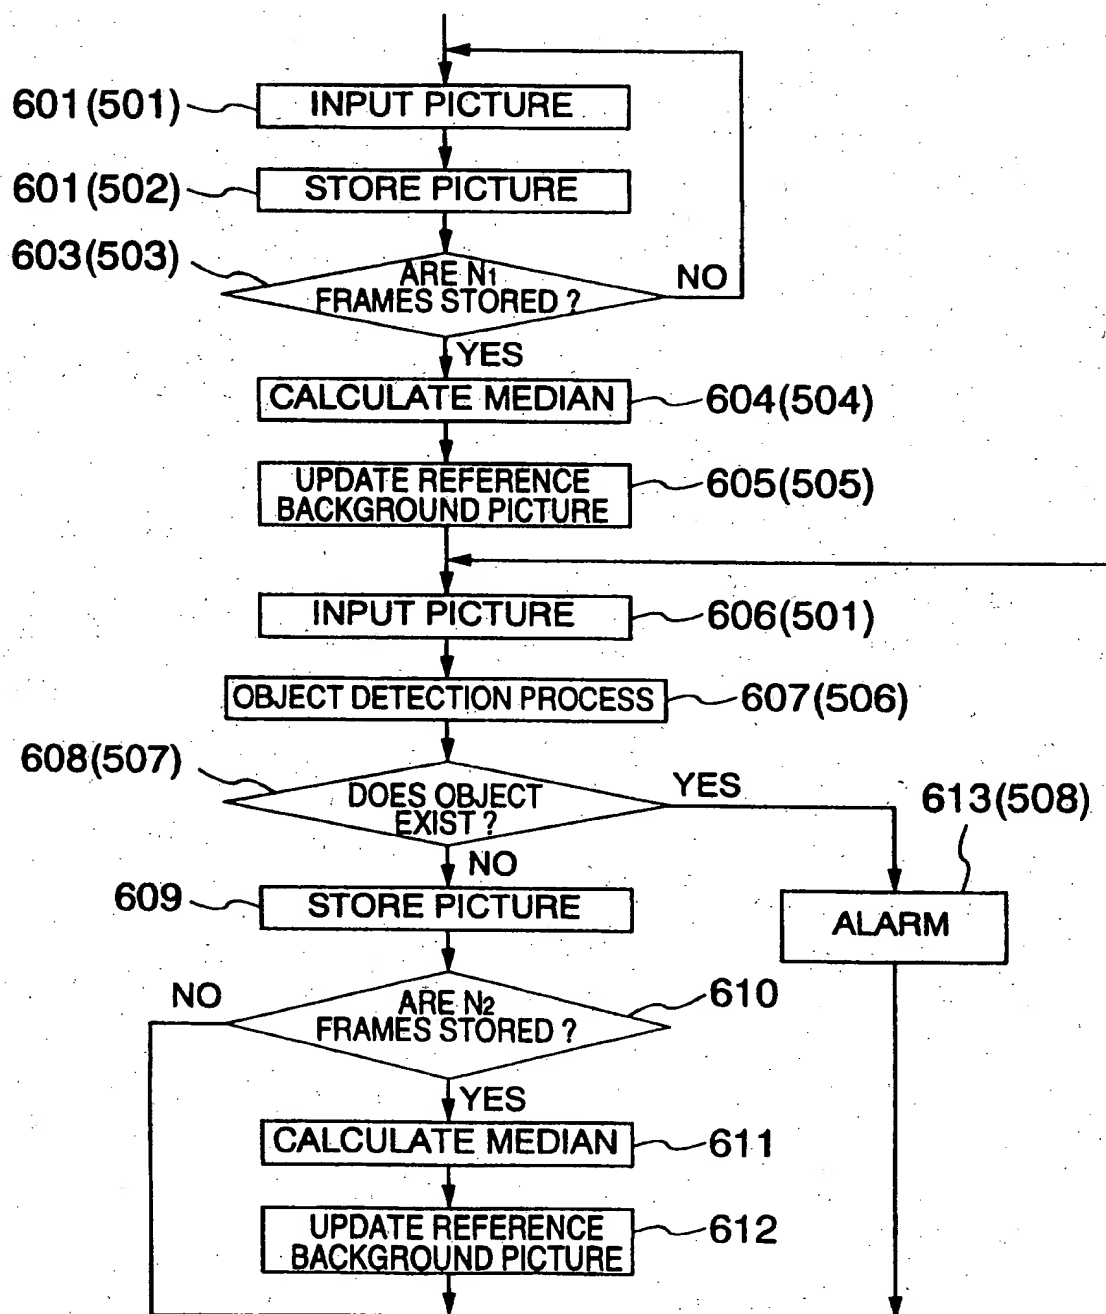 601(501)
INPUT PICTURE
601(502)
STORE PICTURE
603(503)
ARE N1
FRAMES STORED ?
NO
YES
CALCULATE MEDIAN
604(504)
UPDATE REFERENCE
BACKGROUND PICTURE
605(505)
INPUT PICTURE
606(501)
OBJECT DETECTION PROCESS
607(506)
608(507)
DOES OBJECT
EXIST ?
YES
613(508)
NO
609
STORE PICTURE
ALARM
NO
ARE N2
FRAMES STORED ?
610
YES
CALCULATE MEDIAN
611
UPDATE REFERENCE
BACKGROUND PICTURE
612